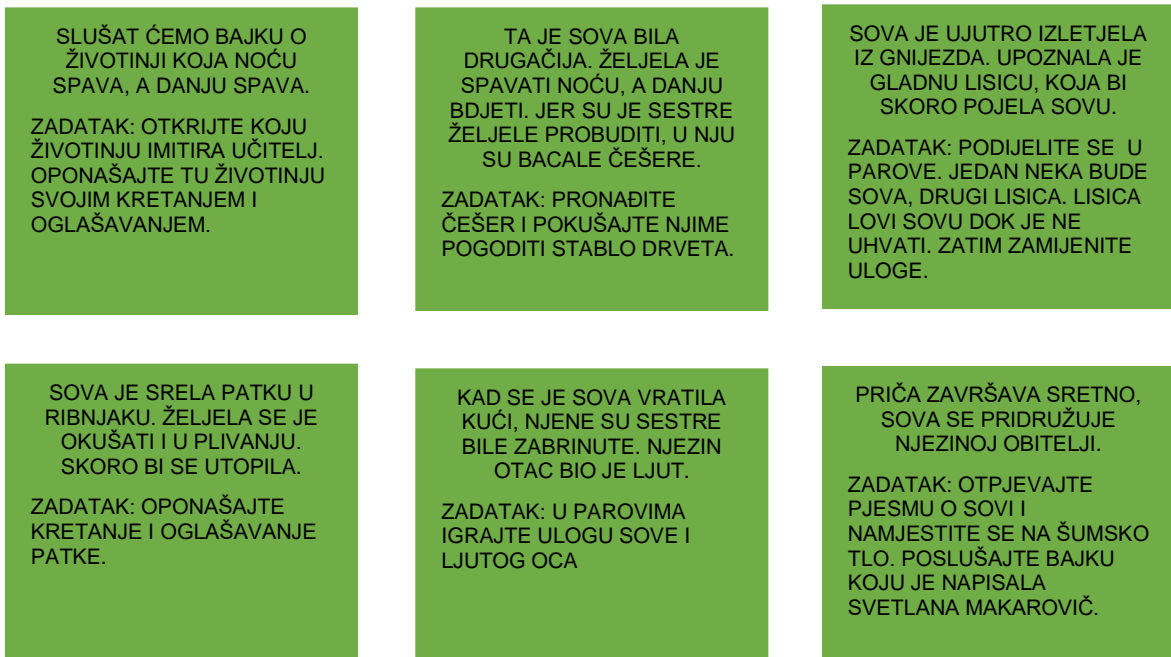 SLUŠAT ĆEMO BAJKU O
ŽIVOTINJI KOJA NOĆU
SPAVA, A DANJU SPAVA.
ZADATAK: OTKRIJTE KOJU
ŽIVOTINJU IMITIRA UČITELJ.
OPONAŠAJTE TU ŽIVOTINJU
SVOJIM KRETANJEM I
OGLAŠAVANJEM.
TA JE SOVA BILA
DRUGAČIJA. ŽELJELA JE
SPAVATI NOĆU, A DANJU
BDJETI. JER SU JE SESTRE
ŽELJELE PROBUDITI, U NJU
SU BACALE ČEŠERE.
ZADATAK: PRONAĐITE
ČEŠER I POKUŠAJTE NJIME
POGODITI STABLO DRVETA.
SOVA JE UJUTRO IZLETJELA
IZ GNIJEZDA. UPOZNALA JE
GLADNU LISICU, KOJA BI
SKORO POJELA SOVU.
ZADATAK: PODIJELITE SE U
PAROVE. JEDAN NEKA BUDE
SOVA, DRUGI LISICA. LISICA
LOVI SOVU DOK JE NE
UHVATI. ZATIM ZAMIJENITE
ULOGE.
SOVA JE SRELA PATKU U
RIBNJAKU. ŽELJELA SE JE
OKUŠATI I U PLIVANJU.
SKORO BI SE UTOPILA.
ZADATAK: OPONAŠAJTE
KRETANJE I OGLAŠAVANJE
PATKE.
KAD SE JE SOVA VRATILA
KUĆI, NJENE SU SESTRE
BILE ZABRINUTE. NJEZIN
OTAC BIO JE LJUT.
ZADATAK: U PAROVIMA
IGRAJTE ULOGU SOVE I
LJUTOG OCA
PRIČA ZAVRŠAVA SRETNO,
SOVA SE PRIDRUŽUJE
NJEZINOJ OBITELJI.
ZADATAK: OTPJEVAJTE
PJESMU O SOVI I
NAMJESTITE SE NA ŠUMSKO
TLO. POSLUŠAJTE BAJKU
KOJU JE NAPISALA
SVETLANA MAKAROVIČ.